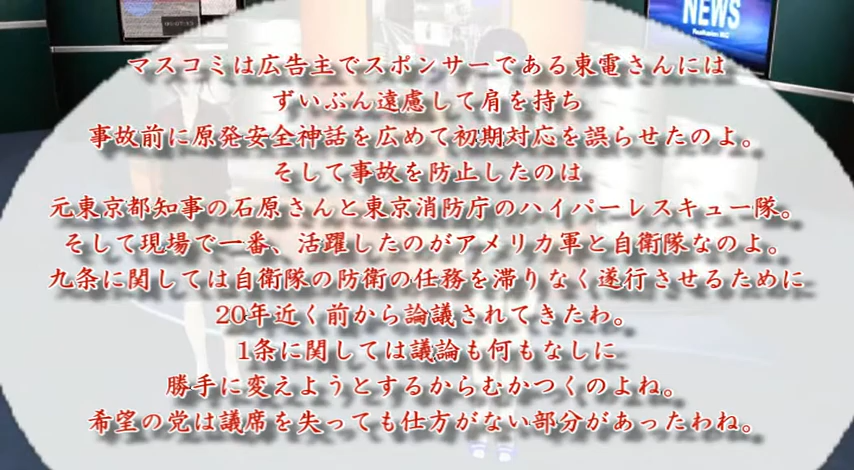 NEWS
マスコミは広告主でスポンサーである東電さんには
ずいぶん遠慮して肩を持ち
事故前に原発安全神話を広めて初期対応を誤らせたのよ。
そして事故を防止したのは
元東京都知事の石原さんと東京消防庁のハイパーレスキュー隊。
そして現場で一番、活躍したのがアメリカ軍と自衛隊なのよ。
九条に関しては自衛隊の防衛の任務を滞りなく遂行させるために
20年近く前から論議されてきたわ。
1条に関しては議論も何もなしに
勝手に変えようとするからむかつくのよね。
希望の党は議席を失っても仕方がない部分があったわね。